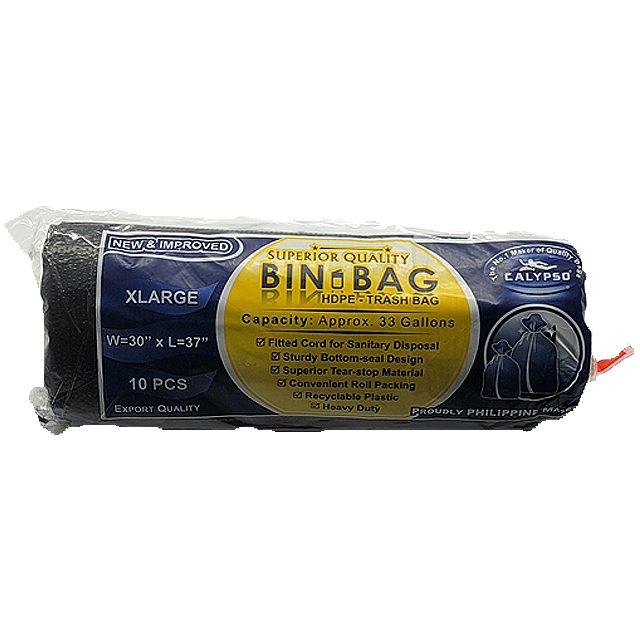 NEW & IMPROVED
XLARGE
W=30" x L=37"
10 PCS
EXPORT QUALITY
SUPERIOR QUALITY
BIN BAG
HDPE - TRASH BAG
Capacity: Approx. 33 Gallons
☑ Fitted Cord for Sanitary Disposal
☑ Sturdy Bottom-seal Design
☑ Superior Tear-stop Material
☑ Convenient Roll Packing
☑ Recyclable Plastic
☑ Heavy Duty
The No.1 Maker of Quality
CALYPSO
PROUDLY PHILIPPINE